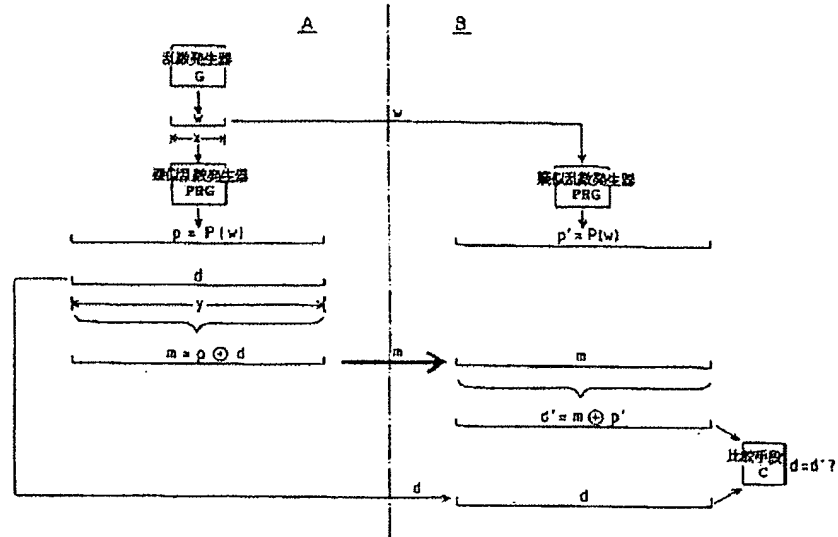 A
B
乱数発生器
G
w
w
x
疑似乱数発生器
PRG
疑似乱数発生器
PRG
p = P(w)
p' = P(w)
d
y
m = p ⊕ d
m
m
d' = m ⊕ p'
比較手段
C
d=d'?
d
d